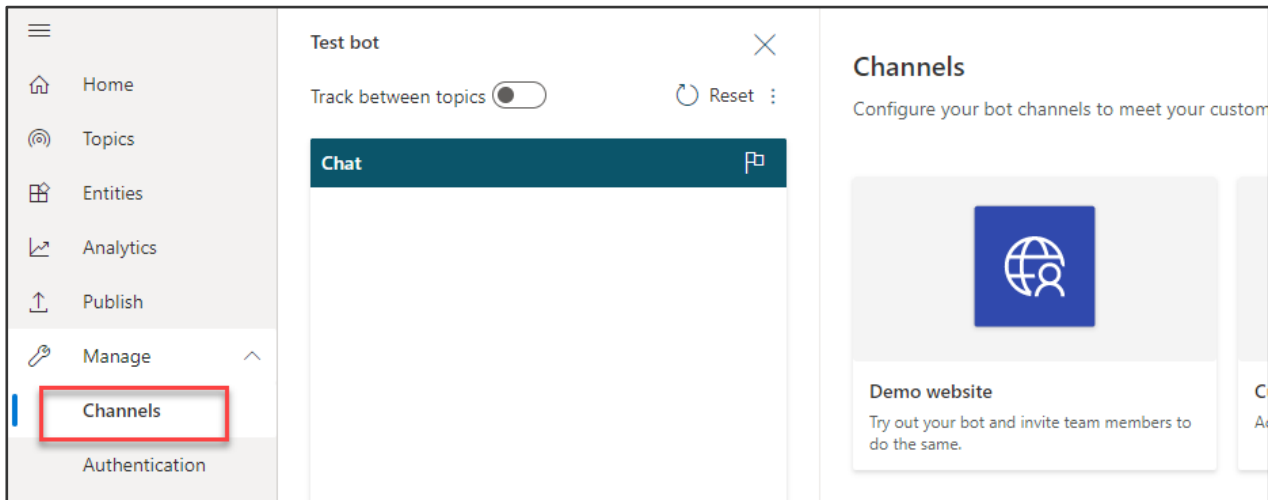 Home
Topics
Entities
Analytics
Publish
Manage
Channels
Authentication
Test bot
Track between topics
Reset
Chat
Channels
Configure your bot channels to meet your custom
Demo website
Try out your bot and invite team members to
do the same.